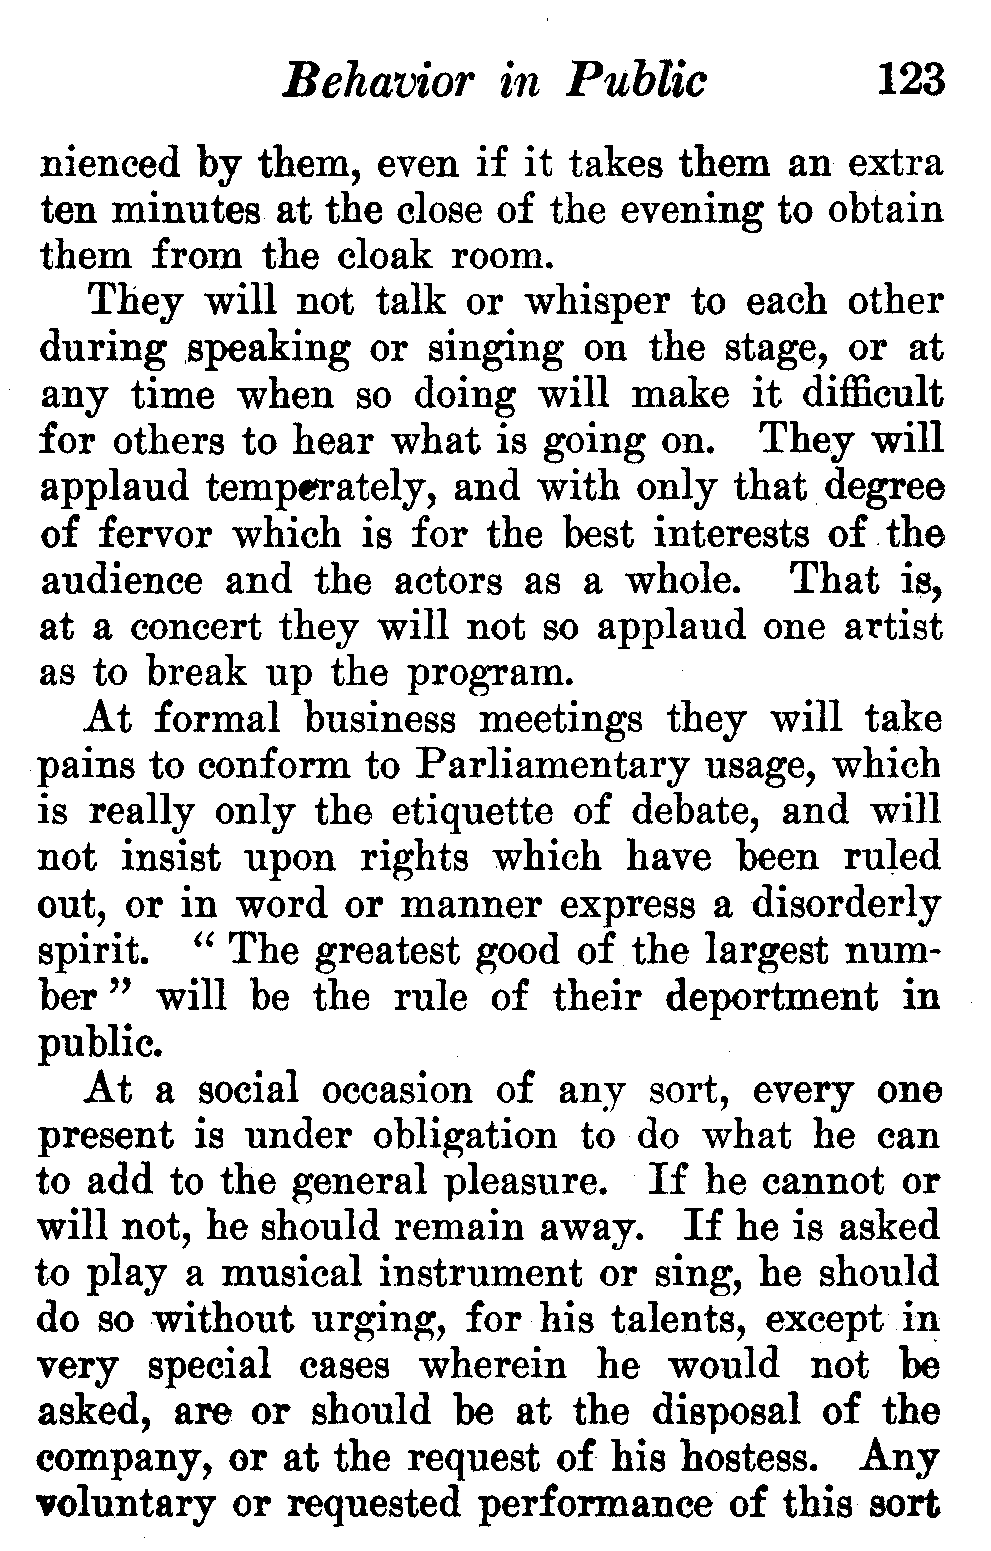 Behavior in Public 123
nienced by them, even if it takes them an extra
ten minutes at the close of the evening to obtain
them from the cloak room.
They will not talk or whisper to each other
during speaking or singing on the stage, or at
any time when so doing will make it difficult
for others to hear what is going on. They will
applaud temperately, and with only that degree
of fervor which is for the best interests of the
audience and the actors as a whole. That is,
at a concert they will not so applaud one artist
as to break up the program.
At formal business meetings they will take
pains to conform to Parliamentary usage, which
is really only the etiquette of debate, and will
not insist upon rights which have been ruled
out, or in word or manner express a disorderly
spirit. “ The greatest good of the largest num-
ber ” will be the rule of their deportment in
public.
At a social occasion of any sort, every one
present is under obligation to do what he can
to add to the general pleasure. If he cannot or
will not, he should remain away. If he is asked
to play a musical instrument or sing, he should
do so without urging, for his talents, except in
very special cases wherein he would not be
asked, are or should be at the disposal of the
company, or at the request of his hostess. Any
voluntary or requested performance of this sort